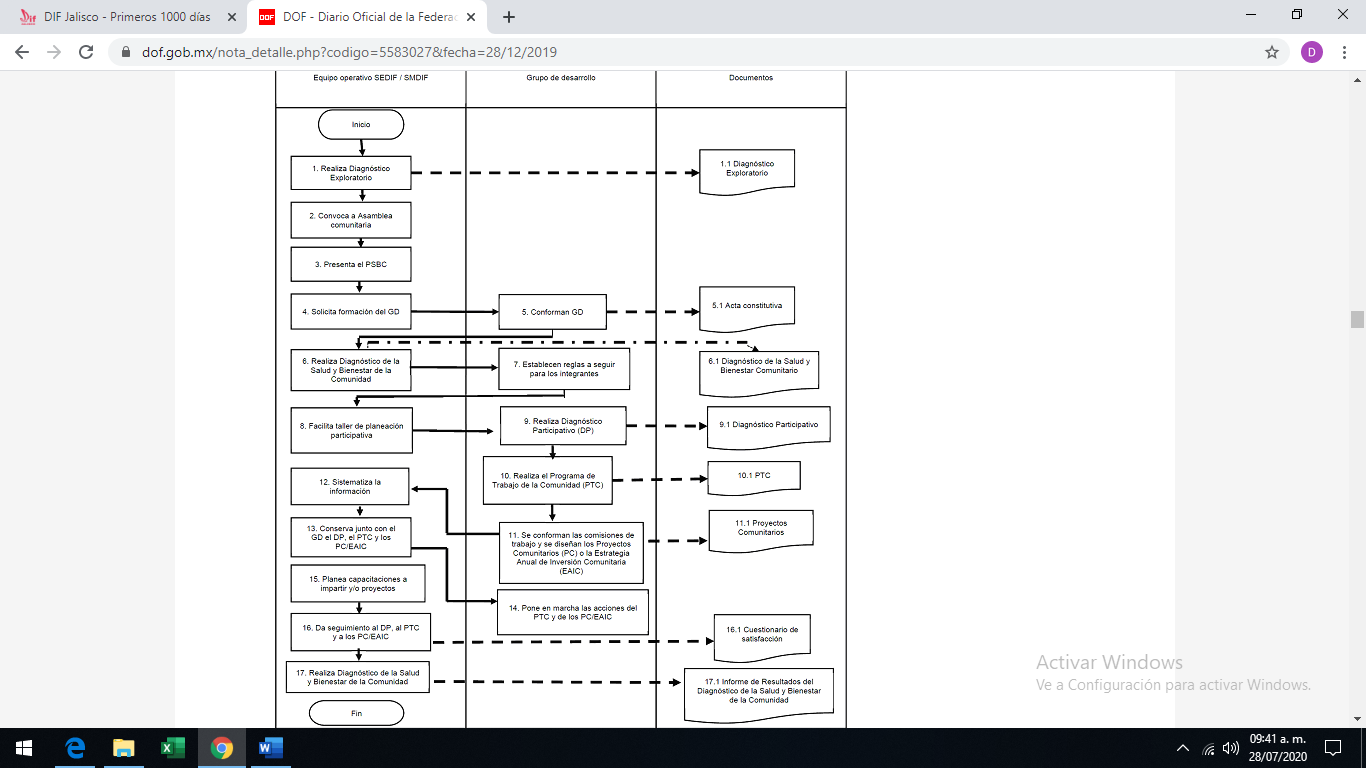 DIF Jalisco - Primeros 1000 días
DOF
DOF - Diario Oficial de la Federac
dof.gob.mx/nota_detalle.php?codigo=5583027&fecha=28/12/2019
D
Equipo operativo SEDIF / SMDIF
Grupo de desarrollo
Documentos
Inicio
1. Realiza Diagnóstico
Exploratorio
1.1 Diagnóstico
Exploratorio
2. Convoca a Asamblea
comunitaria
3. Presenta el PSBC
4. Solicita formación del GD
5. Conforman GD
5.1 Acta constitutiva
6. Realiza Diagnóstico de la
Salud y Bienestar de la
Comunidad
7. Establecen reglas a seguir
para los integrantes
6.1 Diagnóstico de la Salud y
Bienestar Comunitario
8. Facilita taller de planeación
participativa
9. Realiza Diagnóstico
Participativo (DP)
9.1 Diagnóstico Participativo
10. Realiza el Programa de
Trabajo de la Comunidad (PTC)
10.1 PTC
12. Sistematiza la
información
11. Se conforman las comisiones de
trabajo y se diseñan los Proyectos
Comunitarios (PC) o la Estrategia
Anual de Inversión Comunitaria
(EAIC)
11.1 Proyectos
Comunitarios
13. Conserva junto con el
GD el DP, el PTC y los
PC/EAIC
14. Pone en marcha las acciones del
PTC y de los PC/EAIC
15. Planea capacitaciones a
impartir y/o proyectos
16. Da seguimiento al DP, al PTC
y a los PC/EAIC
16.1 Cuestionario de
satisfacción
17. Realiza Diagnóstico de la Salud
y Bienestar de la Comunidad
17.1 Informe de Resultados del
Diagnóstico de la Salud y Bienestar
de la Comunidad
Fin
Activar Windows
Ve a Configuración para activar Windows.
09:41 a. m.
28/07/2020